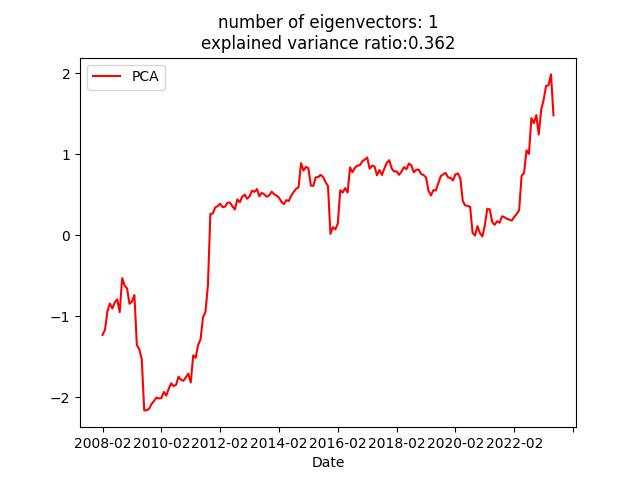 number of eigenvectors: 1
explained variance ratio:0.362
PCA
2
1
0
−1
−2
2008-02 2010-02 2012-02 2014-02 2016-02 2018-02 2020-02 2022-02
Date